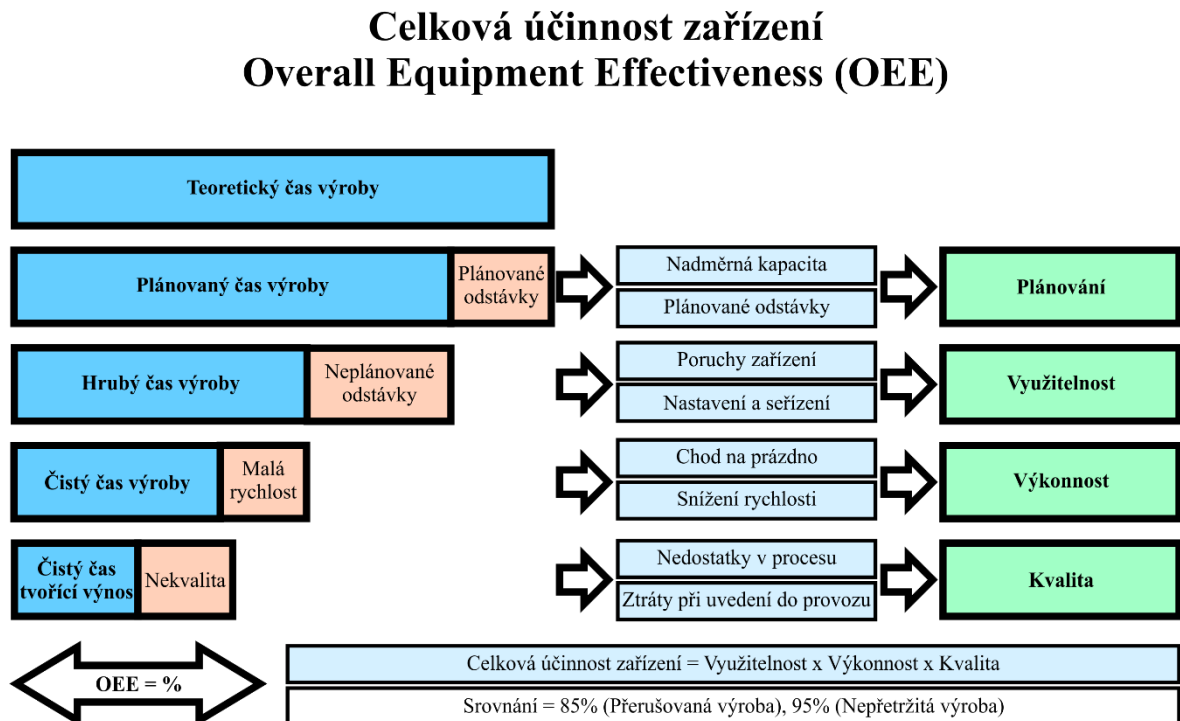 Celková účinnost zařízení
Overall Equipment Effectiveness (OEE)
Teoretický čas výroby
Plánovaný čas výroby
Plánované
odstávky
Nadměrná kapacita
Plánované odstávky
Plánování
Hrubý čas výroby
Neplánované
odstávky
Poruchy zařízení
Nastavení a seřízení
Využitelnost
Čistý čas výroby
Malá
rychlost
Chod na prázdno
Snížení rychlosti
Výkonnost
Čistý čas
tvořící výnos
Nekvalita
Nedostatky v procesu
Ztráty při uvedení do provozu
Kvalita
OEE = %
Celková účinnost zařízení = Využitelnost x Výkonnost x Kvalita
Srovnání = 85% (Přerušovaná výroba), 95% (Nepřetržitá výroba)